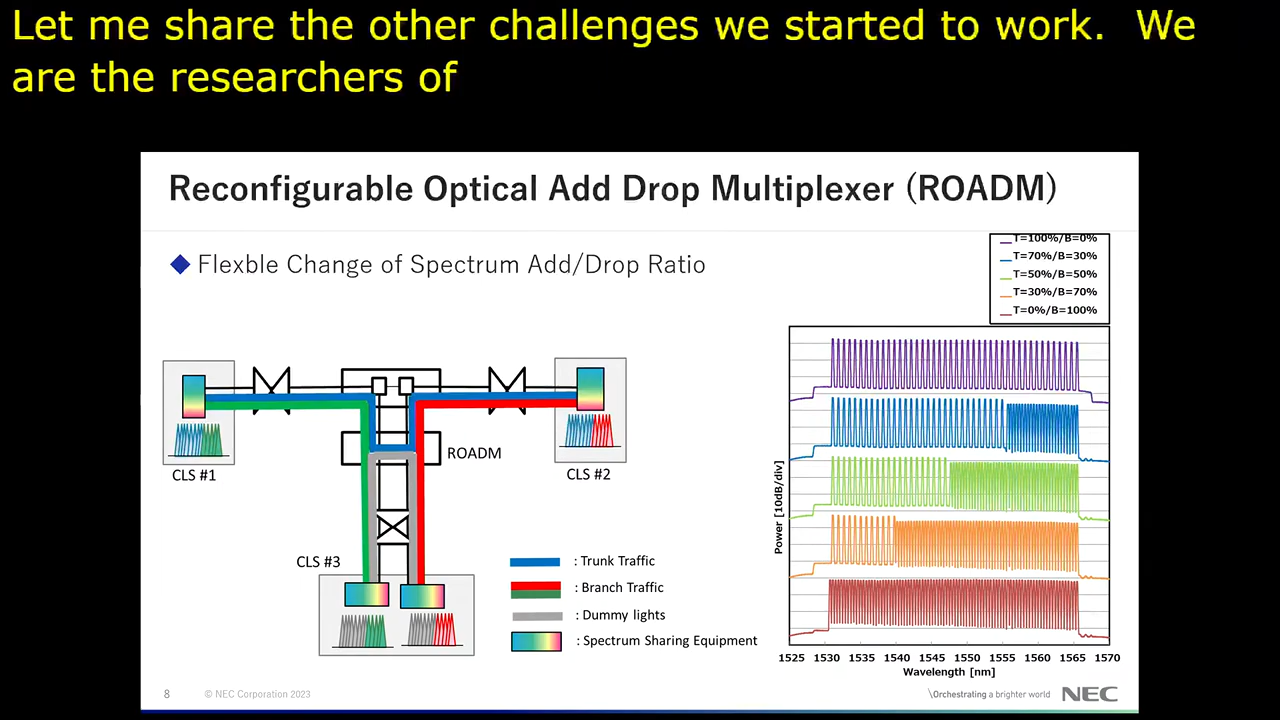 Let me share the other challenges we started to work.  We
are the researchers of
Reconfigurable Optical Add Drop Multiplexer (ROADM)
Flexble Change of Spectrum Add/Drop Ratio
T=100%/B=0%
T=70%/B=30%
T=50%/B=50%
T=30%/B=70%
T=0%/B=100%
CLS #1
ROADM
CLS #2
CLS #3
: Trunk Traffic
: Branch Traffic
: Dummy lights
: Spectrum Sharing Equipment
Power [10dB/div]
1525 1530 1535 1540 1545 1550 1555 1560 1565 1570
Wavelength [nm]
8
© NEC Corporation 2023
\Orchestrating a brighter world
NEC